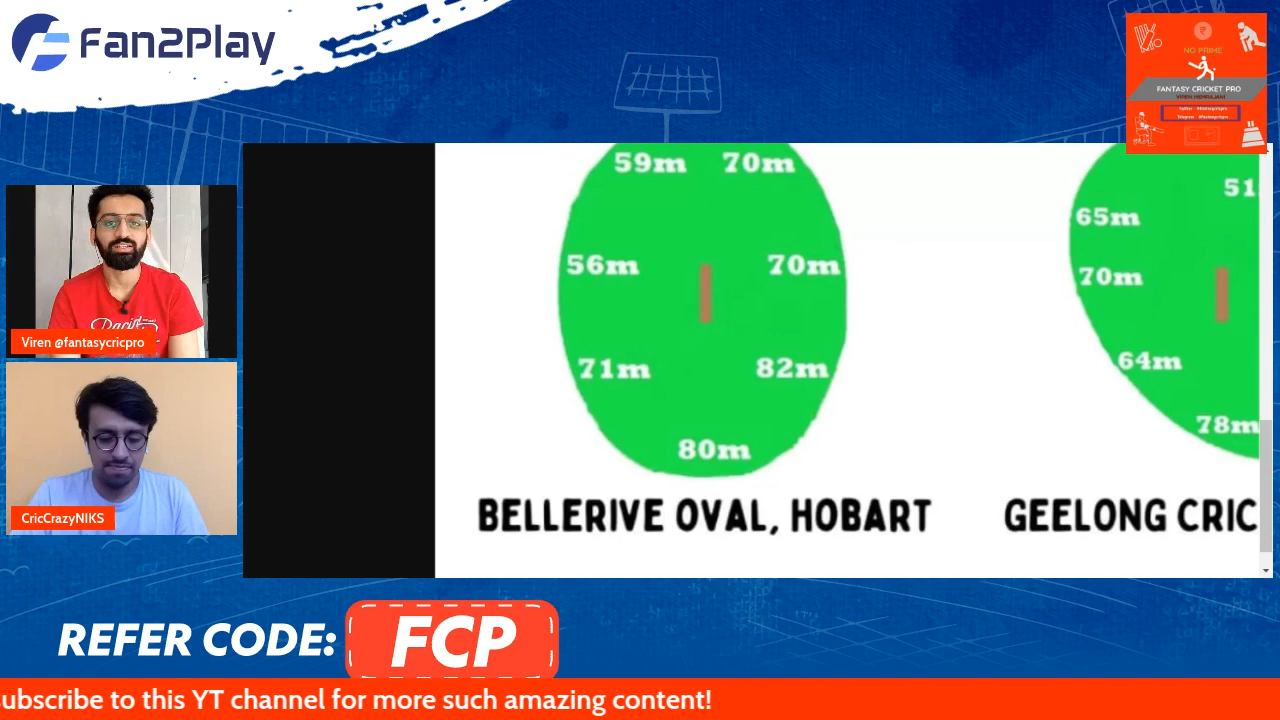 Fan2Play
NO PRIME
FANTASY CRICKET PRO
59m 70m
51
65m
56m 70m
70m
71m 82m
64m
80m
78m
BELLERIVE OVAL, HOBART
GEELONG CRIC
Viren @fantasycricpro
CricCrazyNIKS
REFER CODE: FCP
ubscribe to this YT channel for more such amazing content!